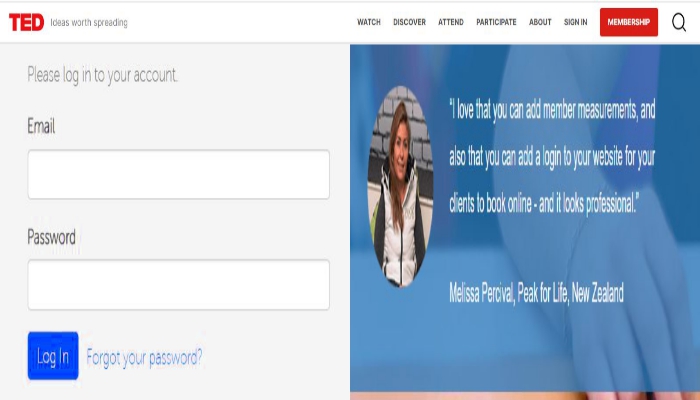 TED Ideas worth spreading
WATCH DISCOVER ATTEND PARTICIPATE ABOUT SIGN IN MEMBERSHIP
Please log in to your account.
Email
Password
Log In Forgot your password?
"I love that you can add member measurements, and
also that you can add a login to your website for your
clients to book online - and it looks professional."
Melissa Percival, Peak for Life, New Zealand